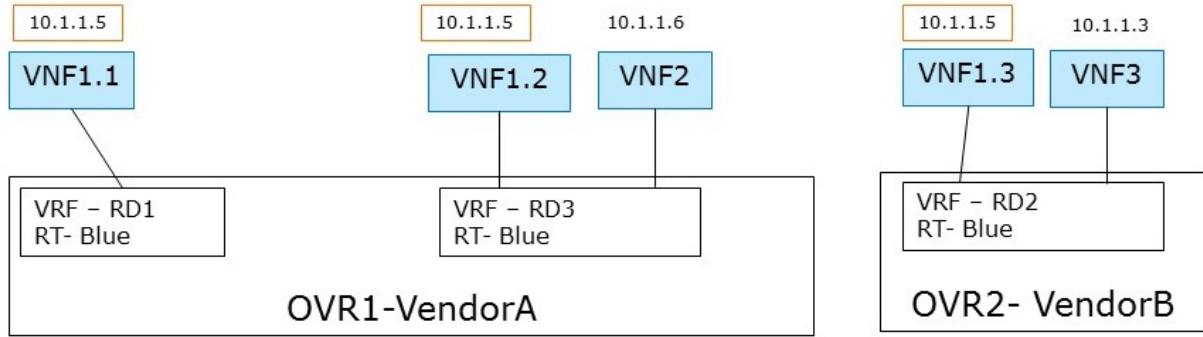 10.1.1.5
10.1.1.5
10.1.1.6
10.1.1.5
10.1.1.3
VNF1.1
VNF1.2
VNF2
VNF1.3
VNF3
VRF – RD1
RT- Blue
VRF – RD3
RT- Blue
VRF – RD2
RT- Blue
OVR1-VendorA
OVR2- VendorB